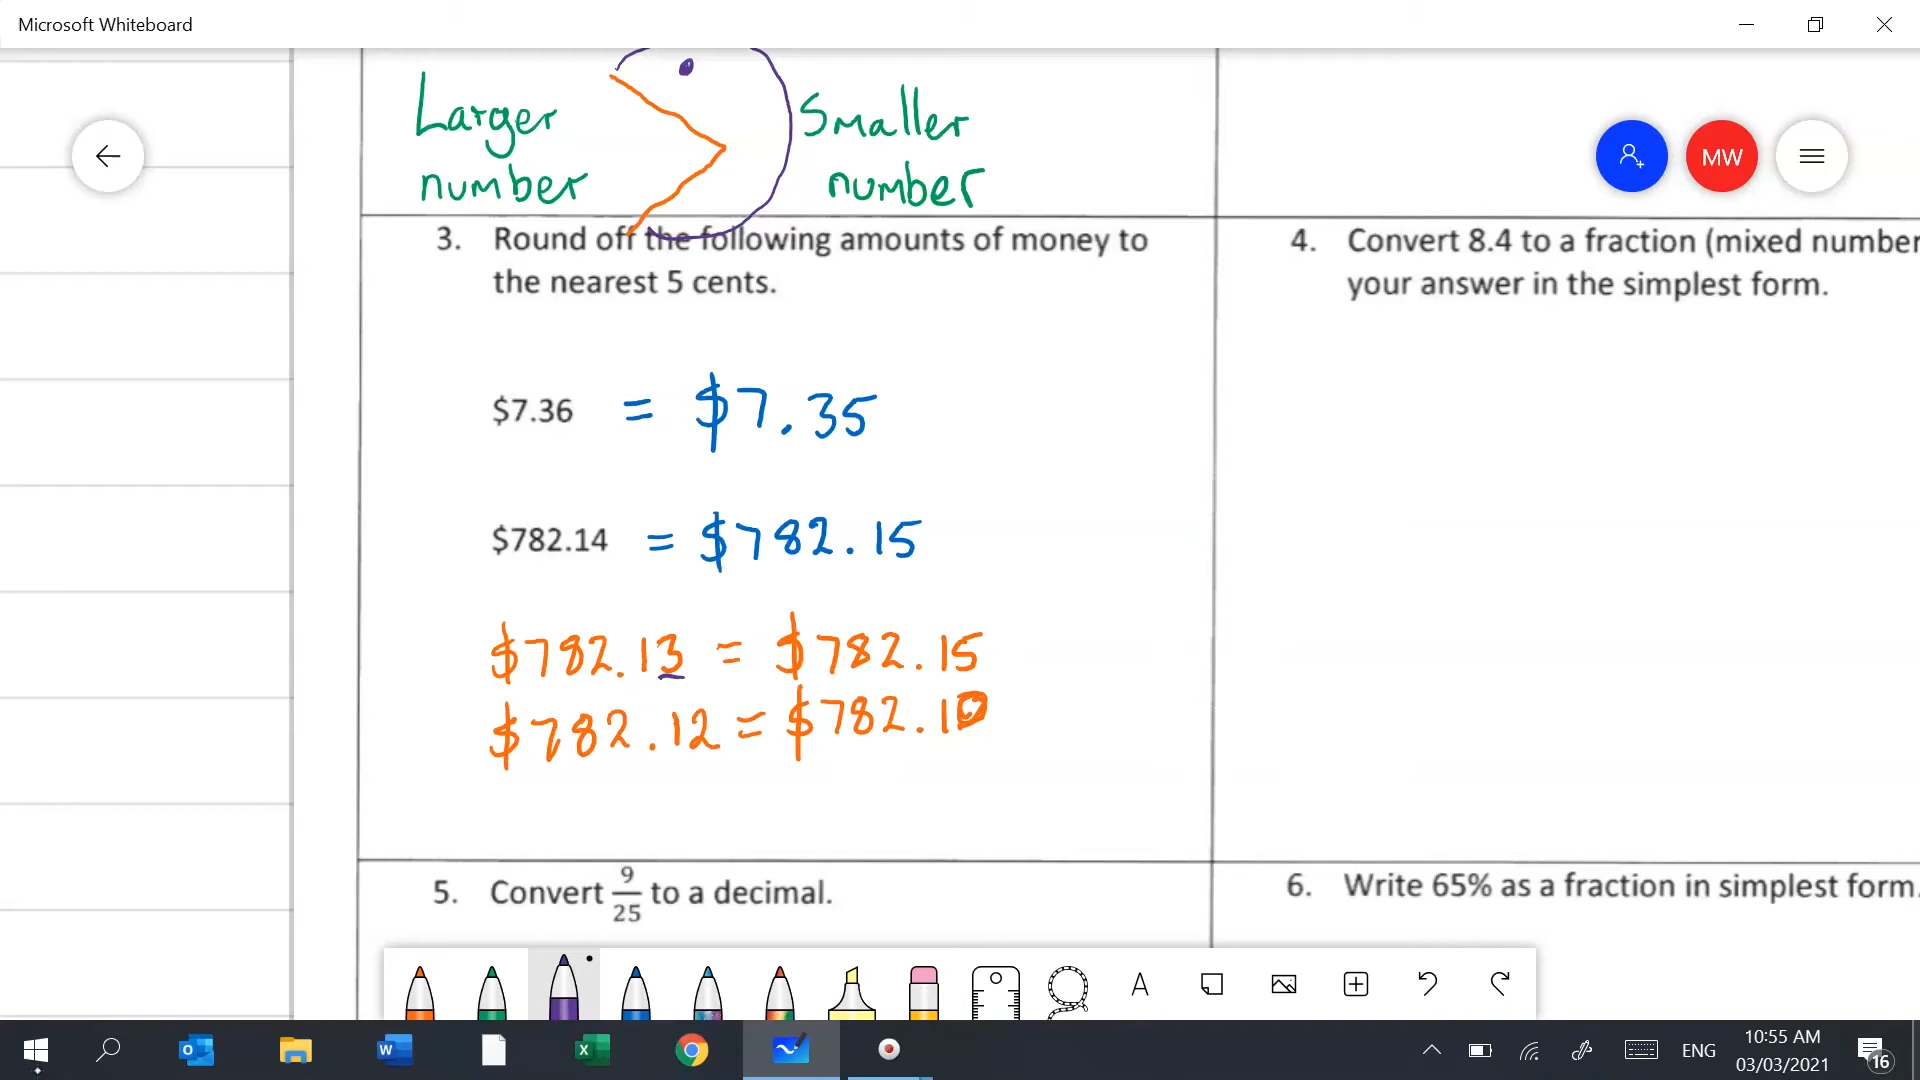 Microsoft Whiteboard
Larger
number
Smaller
number
MW
3. Round off the following amounts of money to
the nearest 5 cents.
$7.36 = $7.35
$782.14 = $782.15
$782.13 = $782.15
$782.12 = $782.10
4. Convert 8.4 to a fraction (mixed number
your answer in the simplest form.
5. Convert 9/25 to a decimal.
6. Write 65% as a fraction in simplest form.
A
ENG
10:55 AM
03/03/2021
16